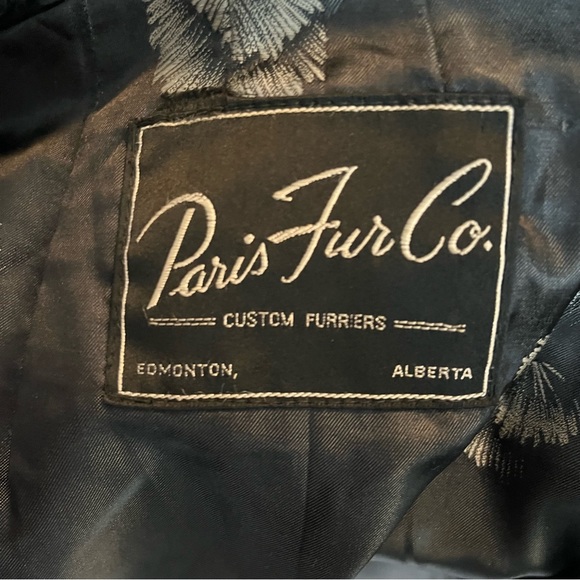 Paris Fur Co.
CUSTOM FURRIERS
EDMONTON, ALBERTA